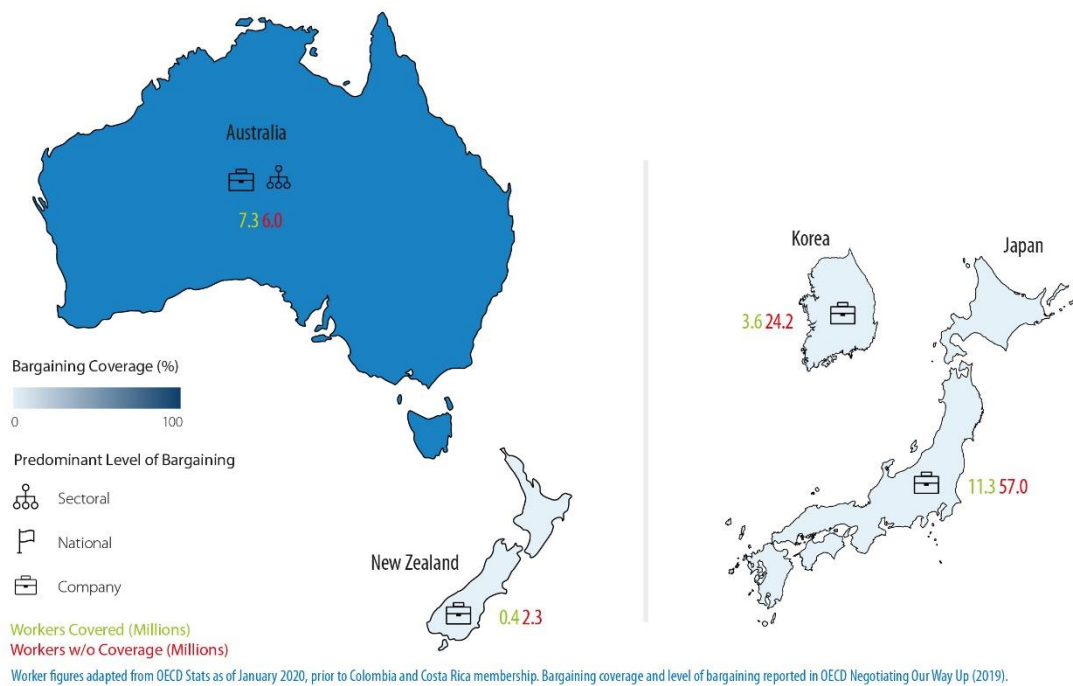 Australia
7.3 6.0
Korea
Japan
3.6 24.2
Bargaining Coverage (%)
0 100
Predominant Level of Bargaining
Sectoral
11.3 57.0
National
New Zealand
Company
0.4 2.3
Workers Covered (Millions)
Workers w/o Coverage (Millions)
Worker figures adapted from OECD Stats as of January 2020, prior to Colombia and Costa Rica membership. Bargaining coverage and level of bargaining reported in OECD Negotiating Our Way Up (2019).